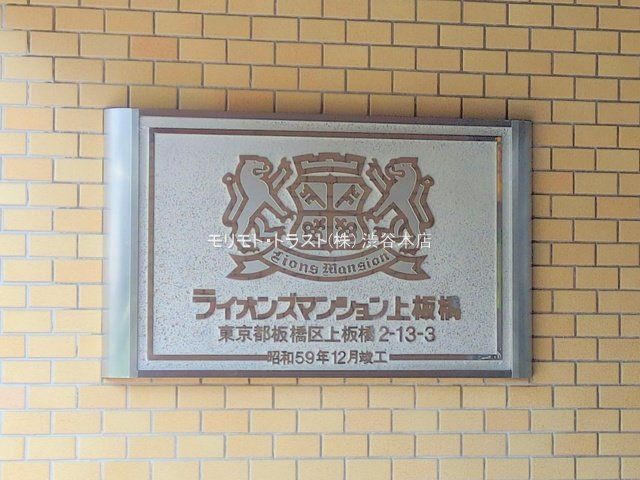 モリモト・トラスト(株) 渋谷本店
Lions Mansion
ライオンズマンション上板橋
東京都板橋区上板橋2-13-3
昭和59年12月竣工